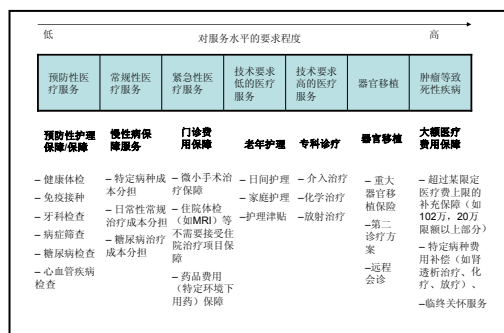 低
对服务水平的要求程度
高
预防性医
疗服务
常规性医
疗服务
紧急性医
疗服务
技术要求
低的医疗
服务
技术要求
高的医疗
服务
器官移植
肿瘤等致
死性疾病
预防性护理
保障/保障
– 健康体检
– 免疫接种
– 牙科检查
– 病症筛查
– 糖尿病检查
– 心血管疾病
检查
慢性病保
障服务
– 特定病种成
本分担
– 日常性常规
治疗成本分担
– 糖尿病治疗
成本分担
门诊费
用保障
– 微小手术治
疗保障
– 住院体检
（如MRI）等
不需要接受住
院治疗项目保
障
– 药品费用
（特定环境下
用药）保障
老年护理
– 日间护理
– 家庭护理
–护理津贴
专科诊疗
– 介入治疗
–化学治疗
– 放射治疗
器官移植
– 重大
器官移
植保险
–第二
诊疗方
案
–远程
会诊
大额医疗
费用保障
– 超过某限定
医疗费上限的
补充保障（如
102万，20万
限额以上部分）
– 特定病种费
用补偿（如肾
透析治疗、化
疗、放疗）、
–临终关怀服务